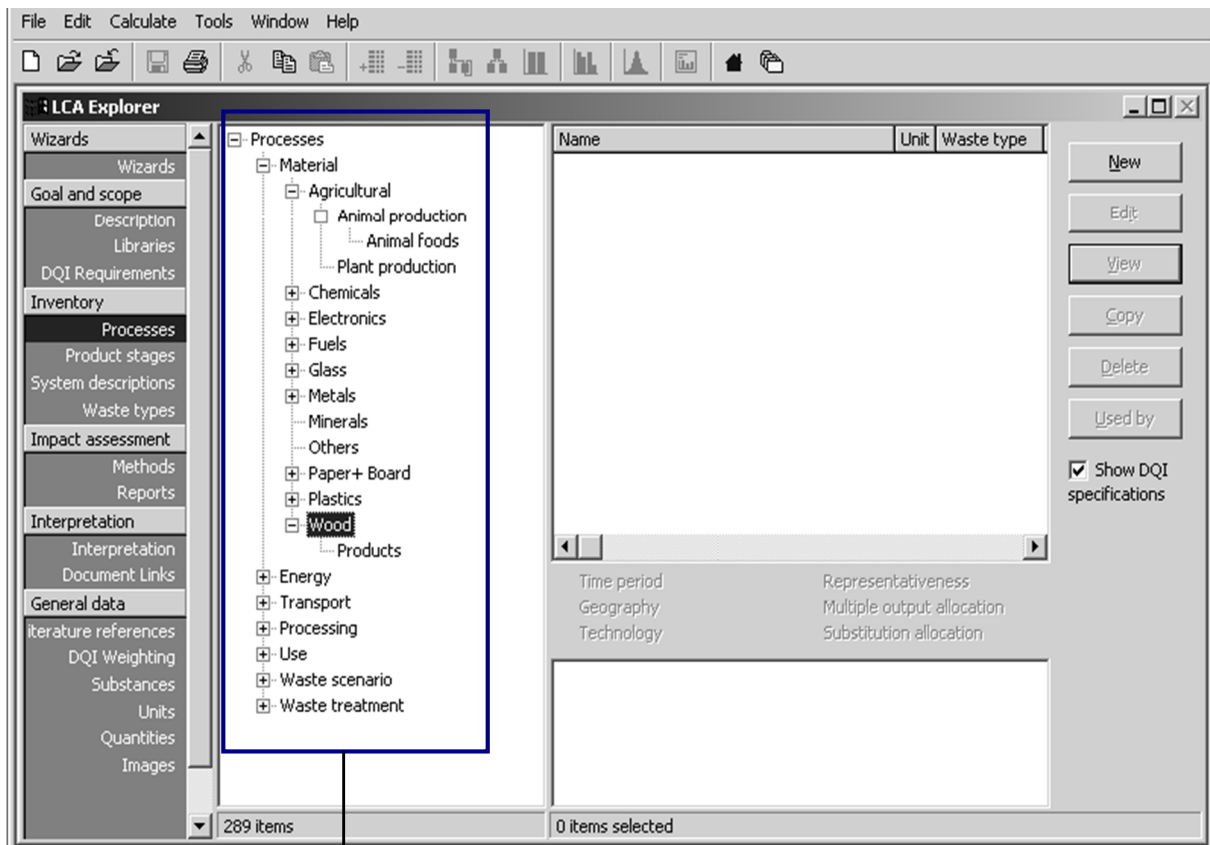 File Edit Calculate Tools Window Help
LCA Explorer
Wizards
Wizards
Goal and scope
Description
Libraries
DQI Requirements
Inventory
Processes
Product stages
System descriptions
Waste types
Impact assessment
Methods
Reports
Interpretation
Interpretation
Document Links
General data
iterature references
DQI Weighting
Substances
Units
Quantities
Images
Processes
Material
Agricultural
Animal production
Animal foods
Plant production
Chemicals
Electronics
Fuels
Glass
Metals
Minerals
Others
Paper+ Board
Plastics
Wood
Products
Energy
Transport
Processing
Use
Waste scenario
Waste treatment
289 items
Name Unit Waste type
Time period Representativeness
Geography Multiple output allocation
Technology Substitution allocation
0 items selected
New
Edit
View
Copy
Delete
Used by
Show DQI
specifications